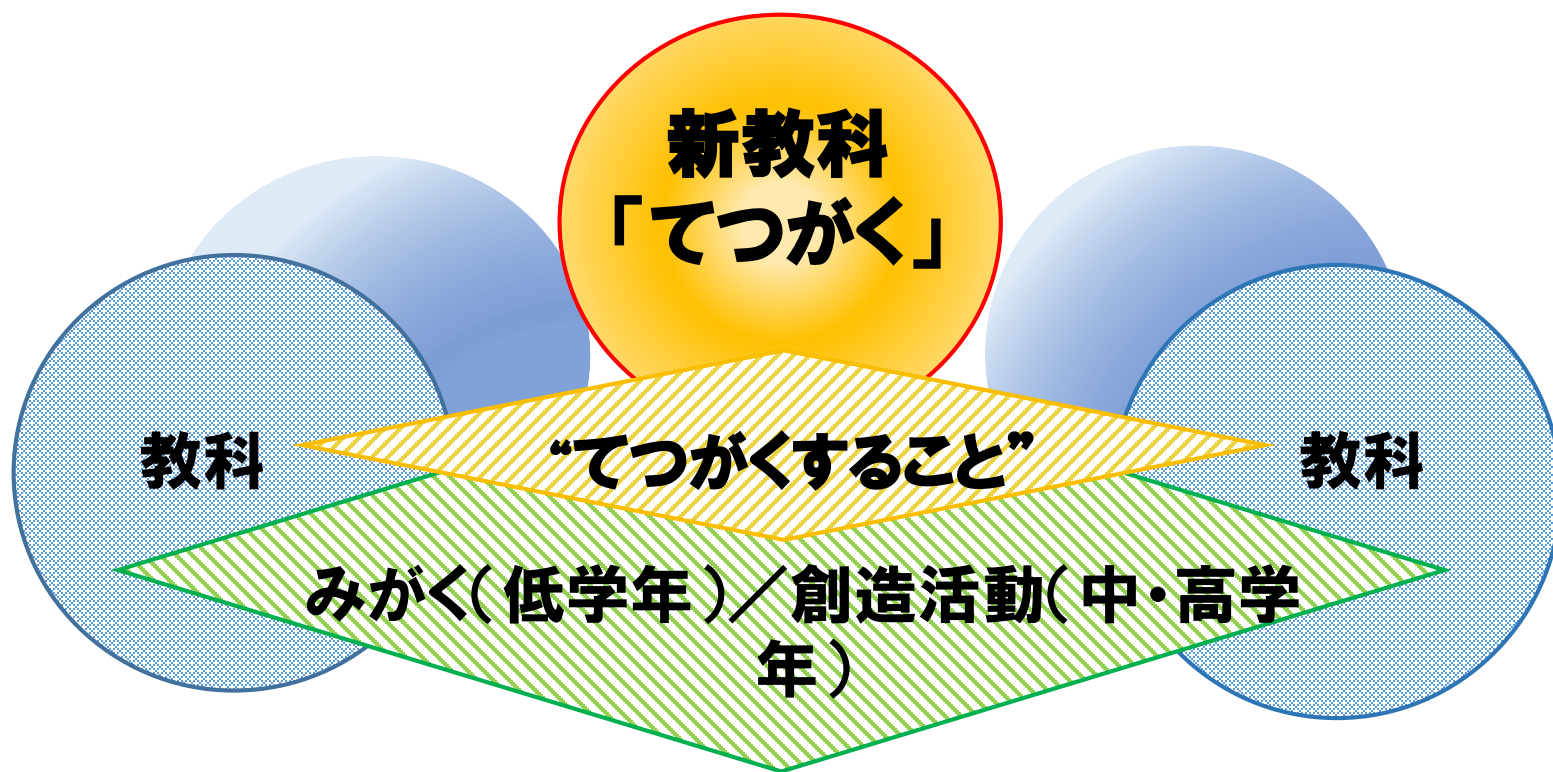 新教科
「てつがく」
教科
“てつがくすること”
教科
みがく（低学年）／創造活動（中・高学
年）